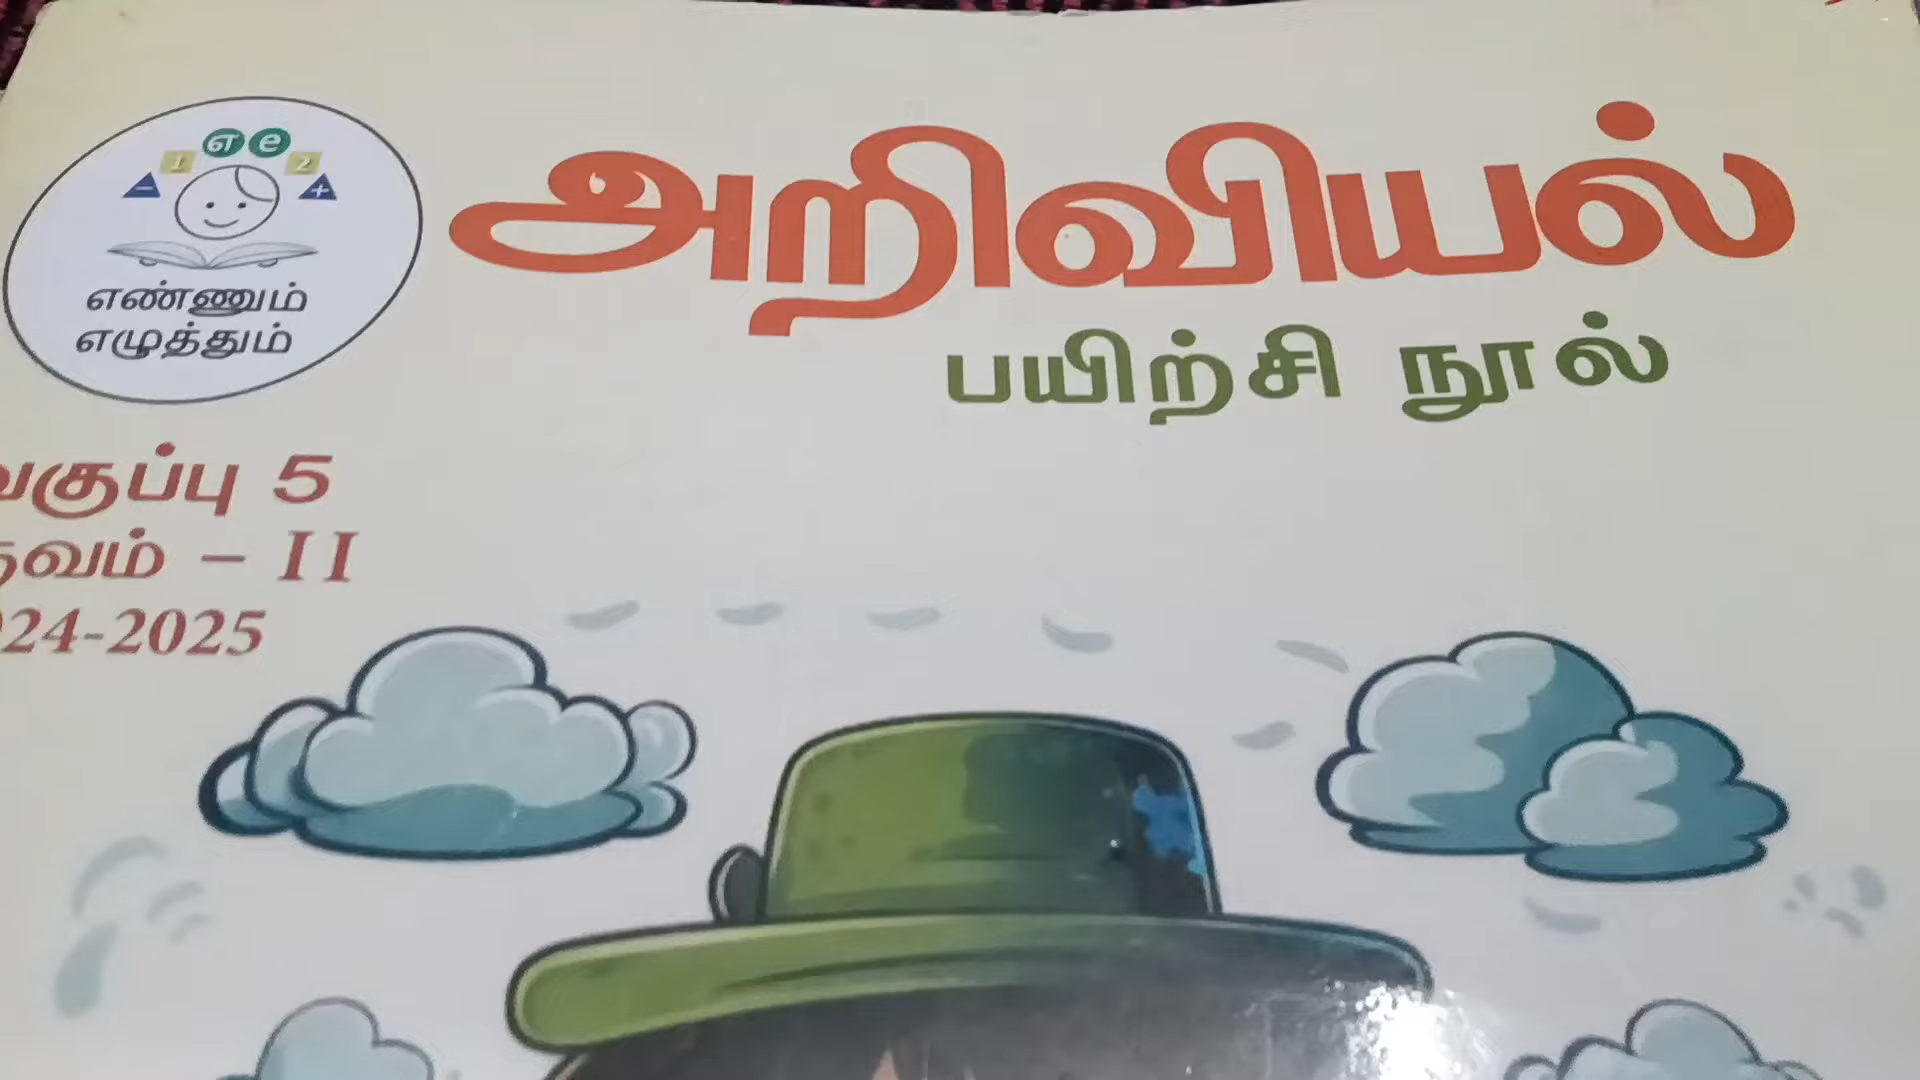 எ e
1 2
− +
எண்ணும்
எழுத்தும்
அறிவியல்
பயிற்சி நூல்
வகுப்பு 5
பருவம் – II
2024-2025